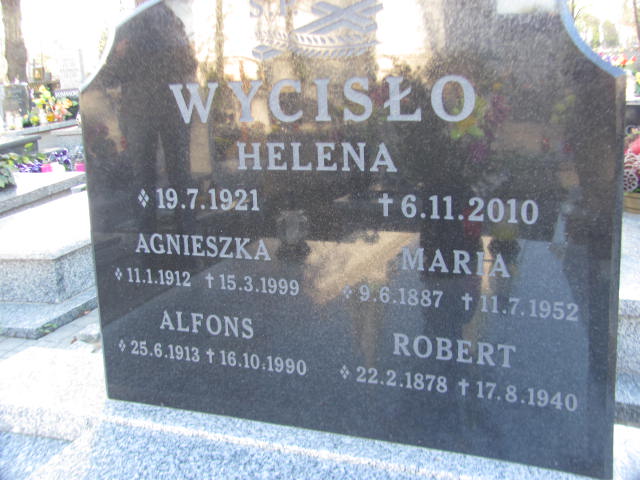 WYCISŁO
HELENA
19.7.1921 † 6.11.2010
AGNIESZKA
11.1.1912 † 15.3.1999
ALFONS
25.6.1913 † 16.10.1990
MARIA
9.6.1887 † 11.7.1952
ROBERT
22.2.1878 † 17.8.1940